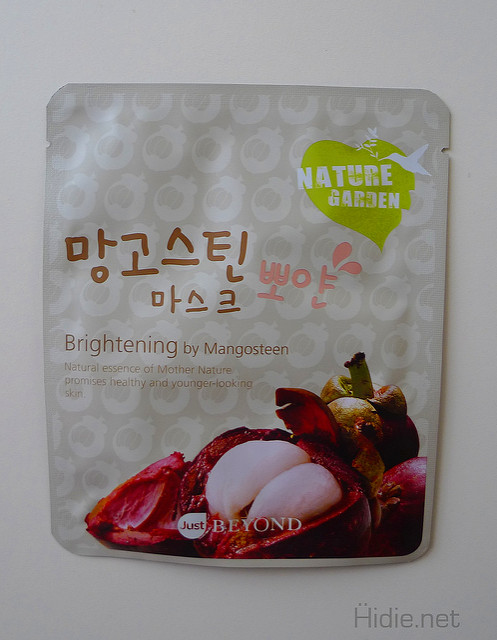 NATURE
GARDEN
망고스틴
마스크 뽀얀
Brightening by Mangosteen
Natural essence of Mother Nature
promises healthy and younger-looking
skin
Just BEYOND
Hidie.net